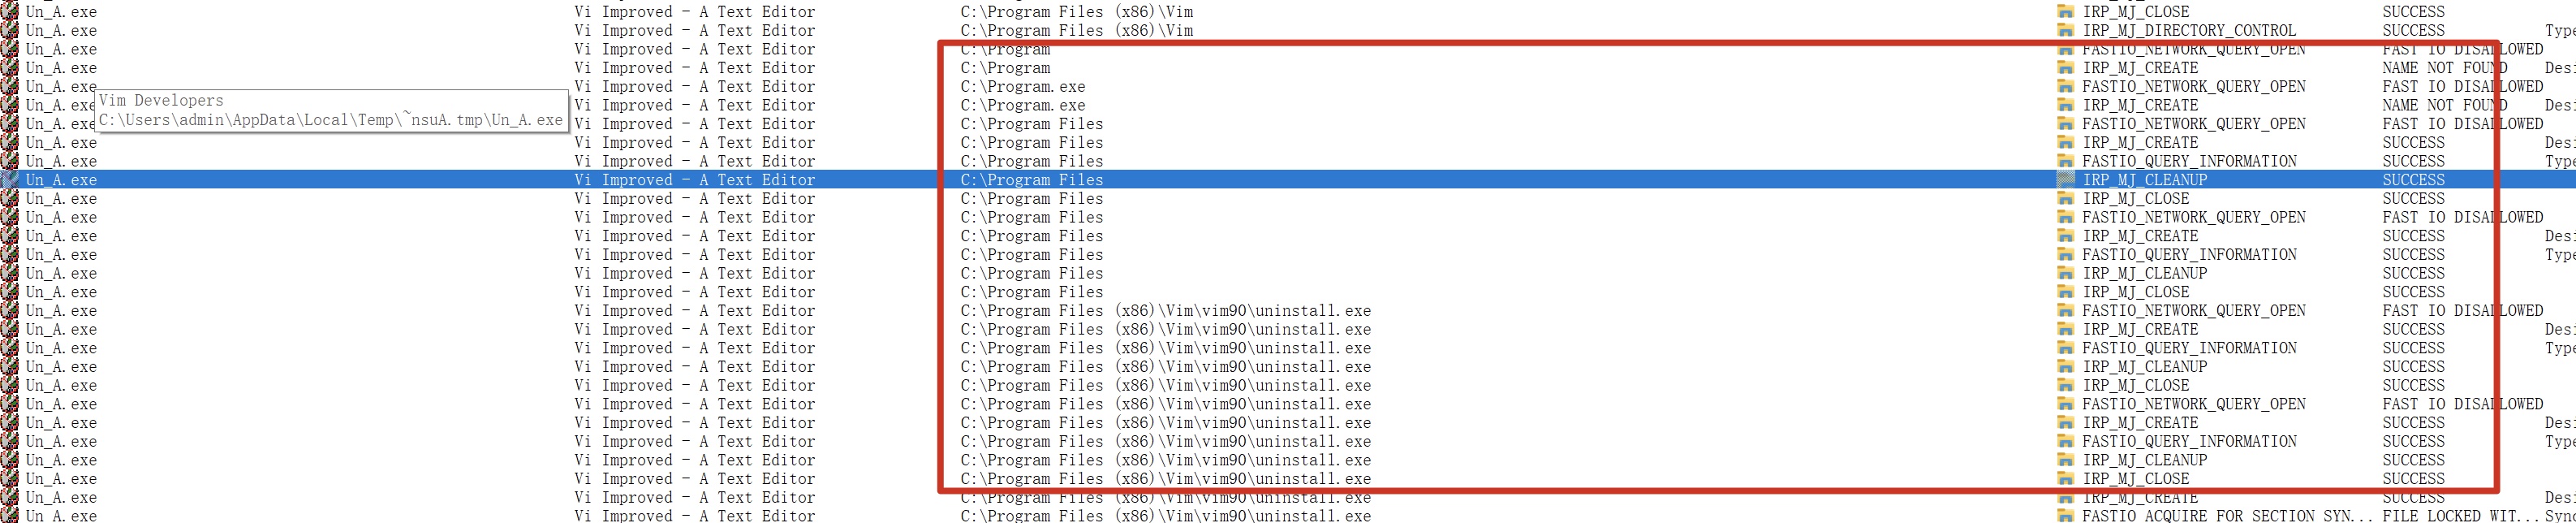 Un_A.exe Vi Improved - A Text Editor C:\Program Files (x86)\Vim IRP_MJ_CLOSE SUCCESS
Un_A.exe Vi Improved - A Text Editor C:\Program Files (x86)\Vim IRP_MJ_DIRECTORY_CONTROL SUCCESS Type
Un_A.exe Vi Improved - A Text Editor C:\Program FASTIO_NETWORK_QUERY_OPEN FAST IO DISALLOWED
Un_A.exe Vi Improved - A Text Editor C:\Program IRP_MJ_CREATE NAME NOT FOUND Desi
Un_A.exe Vi Improved - A Text Editor C:\Program.exe FASTIO_NETWORK_QUERY_OPEN FAST IO DISALLOWED
Vim Developers
Un_A.exe Vi Improved - A Text Editor C:\Program.exe IRP_MJ_CREATE NAME NOT FOUND Desi
C:\Users\admin\AppData\Local\Temp\~nsuA.tmp\Un_A.exe
Un_A.exe Vi Improved - A Text Editor C:\Program Files FASTIO_NETWORK_QUERY_OPEN FAST IO DISALLOWED
Un_A.exe Vi Improved - A Text Editor C:\Program Files IRP_MJ_CREATE SUCCESS Desi
Un_A.exe Vi Improved - A Text Editor C:\Program Files FASTIO_QUERY_INFORMATION SUCCESS Type
Un_A.exe Vi Improved - A Text Editor C:\Program Files IRP_MJ_CLEANUP SUCCESS
Un_A.exe Vi Improved - A Text Editor C:\Program Files IRP_MJ_CLOSE SUCCESS
Un_A.exe Vi Improved - A Text Editor C:\Program Files FASTIO_NETWORK_QUERY_OPEN FAST IO DISALLOWED
Un_A.exe Vi Improved - A Text Editor C:\Program Files IRP_MJ_CREATE SUCCESS Desi
Un_A.exe Vi Improved - A Text Editor C:\Program Files FASTIO_QUERY_INFORMATION SUCCESS Type
Un_A.exe Vi Improved - A Text Editor C:\Program Files IRP_MJ_CLEANUP SUCCESS
Un_A.exe Vi Improved - A Text Editor C:\Program Files IRP_MJ_CLOSE SUCCESS
Un_A.exe Vi Improved - A Text Editor C:\Program Files (x86)\Vim\vim90\uninstall.exe FASTIO_NETWORK_QUERY_OPEN FAST IO DISALLOWED
Un_A.exe Vi Improved - A Text Editor C:\Program Files (x86)\Vim\vim90\uninstall.exe IRP_MJ_CREATE SUCCESS Desi
Un_A.exe Vi Improved - A Text Editor C:\Program Files (x86)\Vim\vim90\uninstall.exe FASTIO_QUERY_INFORMATION SUCCESS Type
Un_A.exe Vi Improved - A Text Editor C:\Program Files (x86)\Vim\vim90\uninstall.exe IRP_MJ_CLEANUP SUCCESS
Un_A.exe Vi Improved - A Text Editor C:\Program Files (x86)\Vim\vim90\uninstall.exe IRP_MJ_CLOSE SUCCESS
Un_A.exe Vi Improved - A Text Editor C:\Program Files (x86)\Vim\vim90\uninstall.exe FASTIO_NETWORK_QUERY_OPEN FAST IO DISALLOWED
Un_A.exe Vi Improved - A Text Editor C:\Program Files (x86)\Vim\vim90\uninstall.exe IRP_MJ_CREATE SUCCESS Desi
Un_A.exe Vi Improved - A Text Editor C:\Program Files (x86)\Vim\vim90\uninstall.exe FASTIO_QUERY_INFORMATION SUCCESS Type
Un_A.exe Vi Improved - A Text Editor C:\Program Files (x86)\Vim\vim90\uninstall.exe IRP_MJ_CLEANUP SUCCESS
Un_A.exe Vi Improved - A Text Editor C:\Program Files (x86)\Vim\vim90\uninstall.exe IRP_MJ_CLOSE SUCCESS
Un_A.exe Vi Improved - A Text Editor C:\Program Files (x86)\Vim\vim90\uninstall.exe IRP_MJ_CREATE SUCCESS Desi
Un_A.exe Vi Improved - A Text Editor C:\Program Files (x86)\Vim\vim90\uninstall.exe FASTIO_ACQUIRE_FOR_SECTION_SYN... FILE LOCKED WIT... Sync